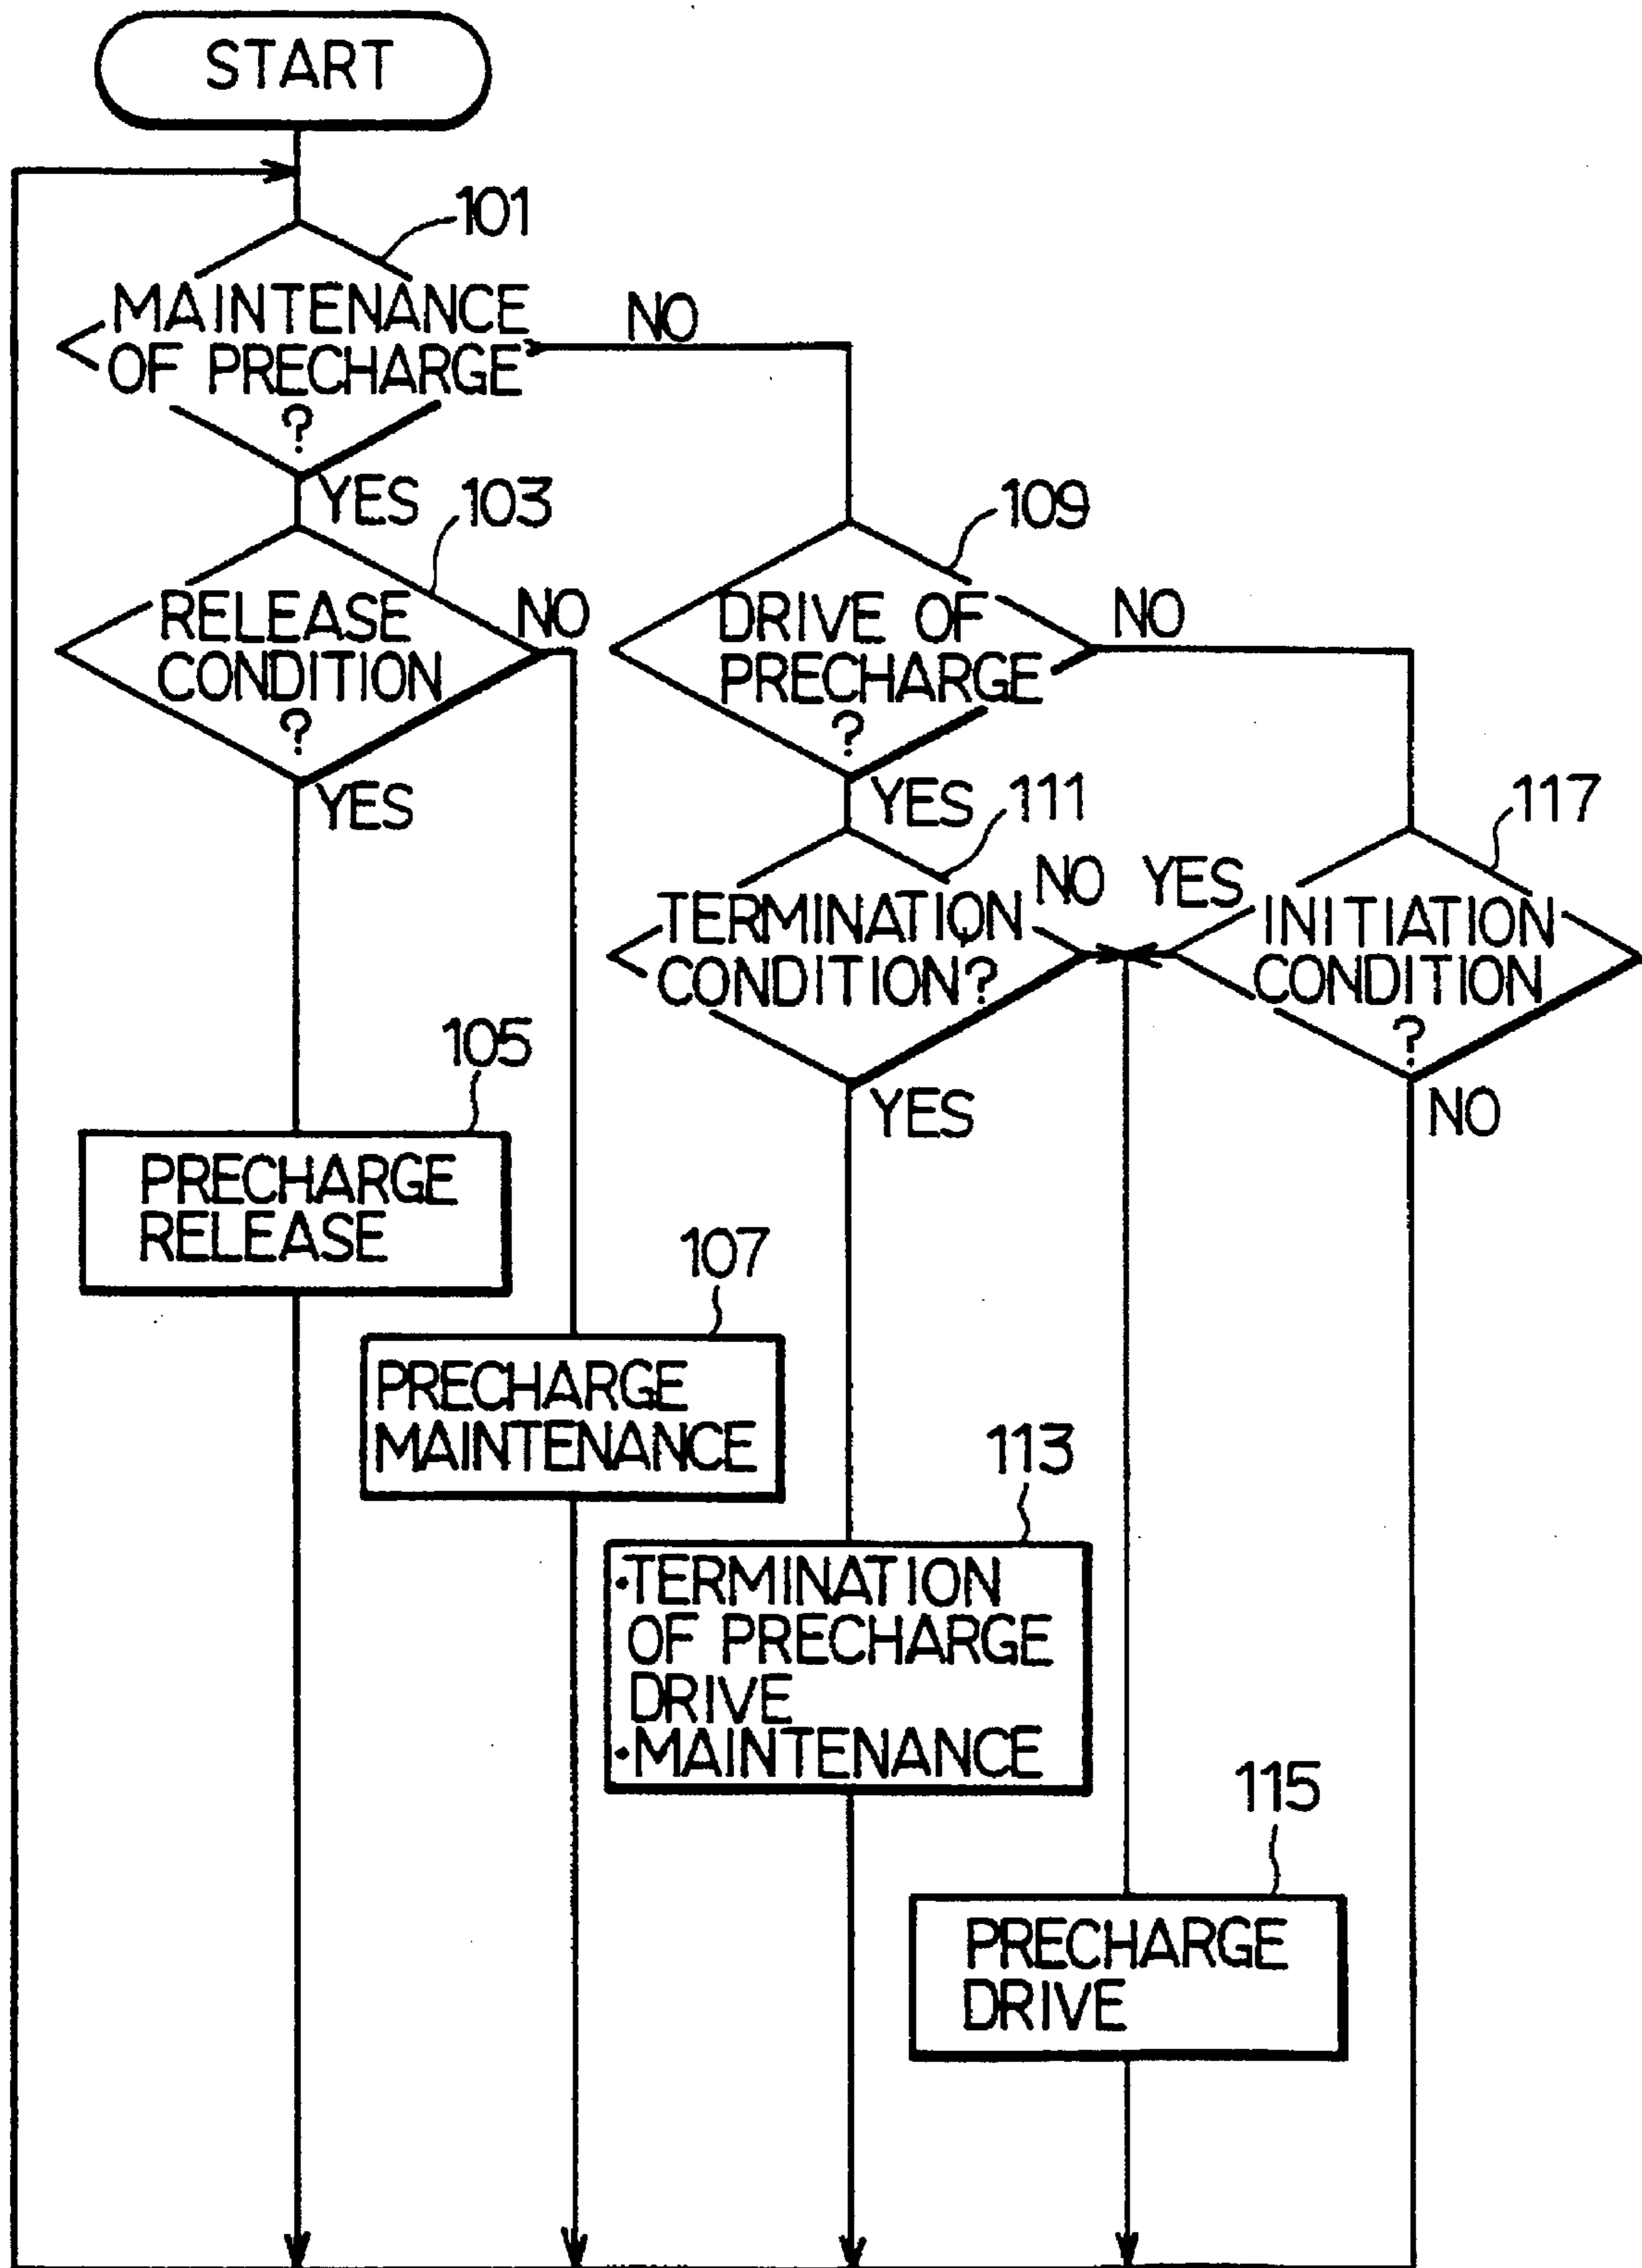 START
101
MAINTENANCE
OF PRECHARGE
?
NO
YES
103
RELEASE
CONDITION
?
NO
YES
109
DRIVE OF
PRECHARGE
?
NO
YES
111
TERMINATION
CONDITION?
NO
YES
117
INITIATION
CONDITION
?
YES
NO
105
PRECHARGE
RELEASE
107
PRECHARGE
MAINTENANCE
113
·TERMINATION
OF PRECHARGE
DRIVE
·MAINTENANCE
115
PRECHARGE
DRIVE